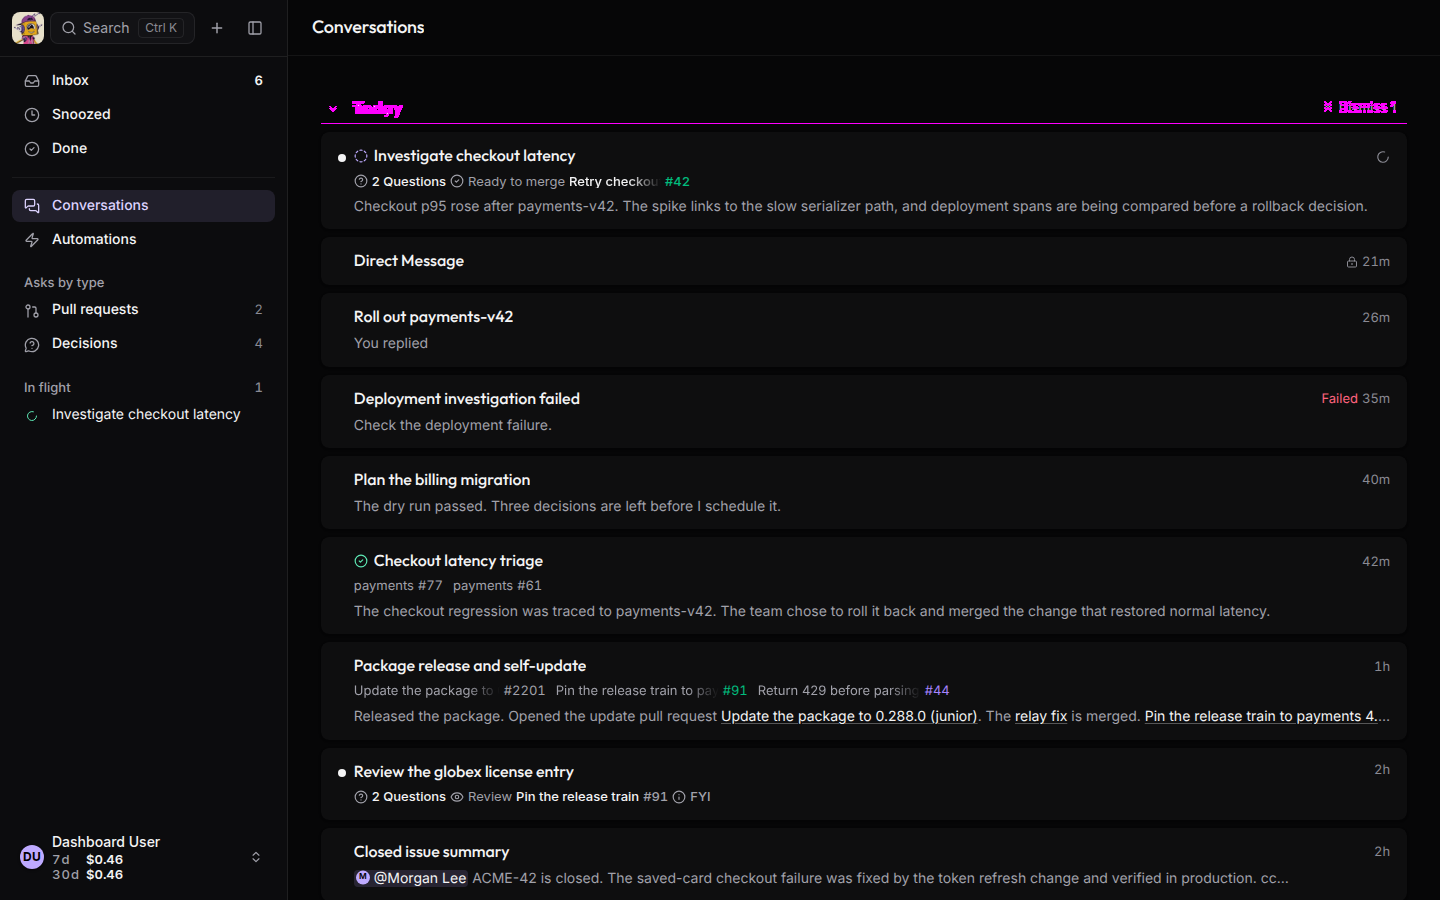 Search Ctrl K
Conversations
Inbox 6
Snoozed
Done
Conversations
Automations
Asks by type
Pull requests 2
Decisions 4
In flight 1
Investigate checkout latency
Dashboard User
DU
7d $0.46
30d $0.46
Today
Investigate checkout latency
2 Questions Ready to merge Retry checkou #42
Checkout p95 rose after payments-v42. The spike links to the slow serializer path, and deployment spans are being compared before a rollback decision.
Direct Message 21m
Roll out payments-v42 26m
You replied
Deployment investigation failed Failed 35m
Check the deployment failure.
Plan the billing migration 40m
The dry run passed. Three decisions are left before I schedule it.
Checkout latency triage 42m
payments #77 payments #61
The checkout regression was traced to payments-v42. The team chose to roll it back and merged the change that restored normal latency.
Package release and self-update 1h
Update the package to #2201 Pin the release train to pay #91 Return 429 before parsing #44
Released the package. Opened the update pull request Update the package to 0.288.0 (junior). The relay fix is merged. Pin the release train to payments 4....
Review the globex license entry 2h
2 Questions Review Pin the release train #91 FYI
Closed issue summary 2h
M @Morgan Lee ACME-42 is closed. The saved-card checkout failure was fixed by the token refresh change and verified in production. cc...